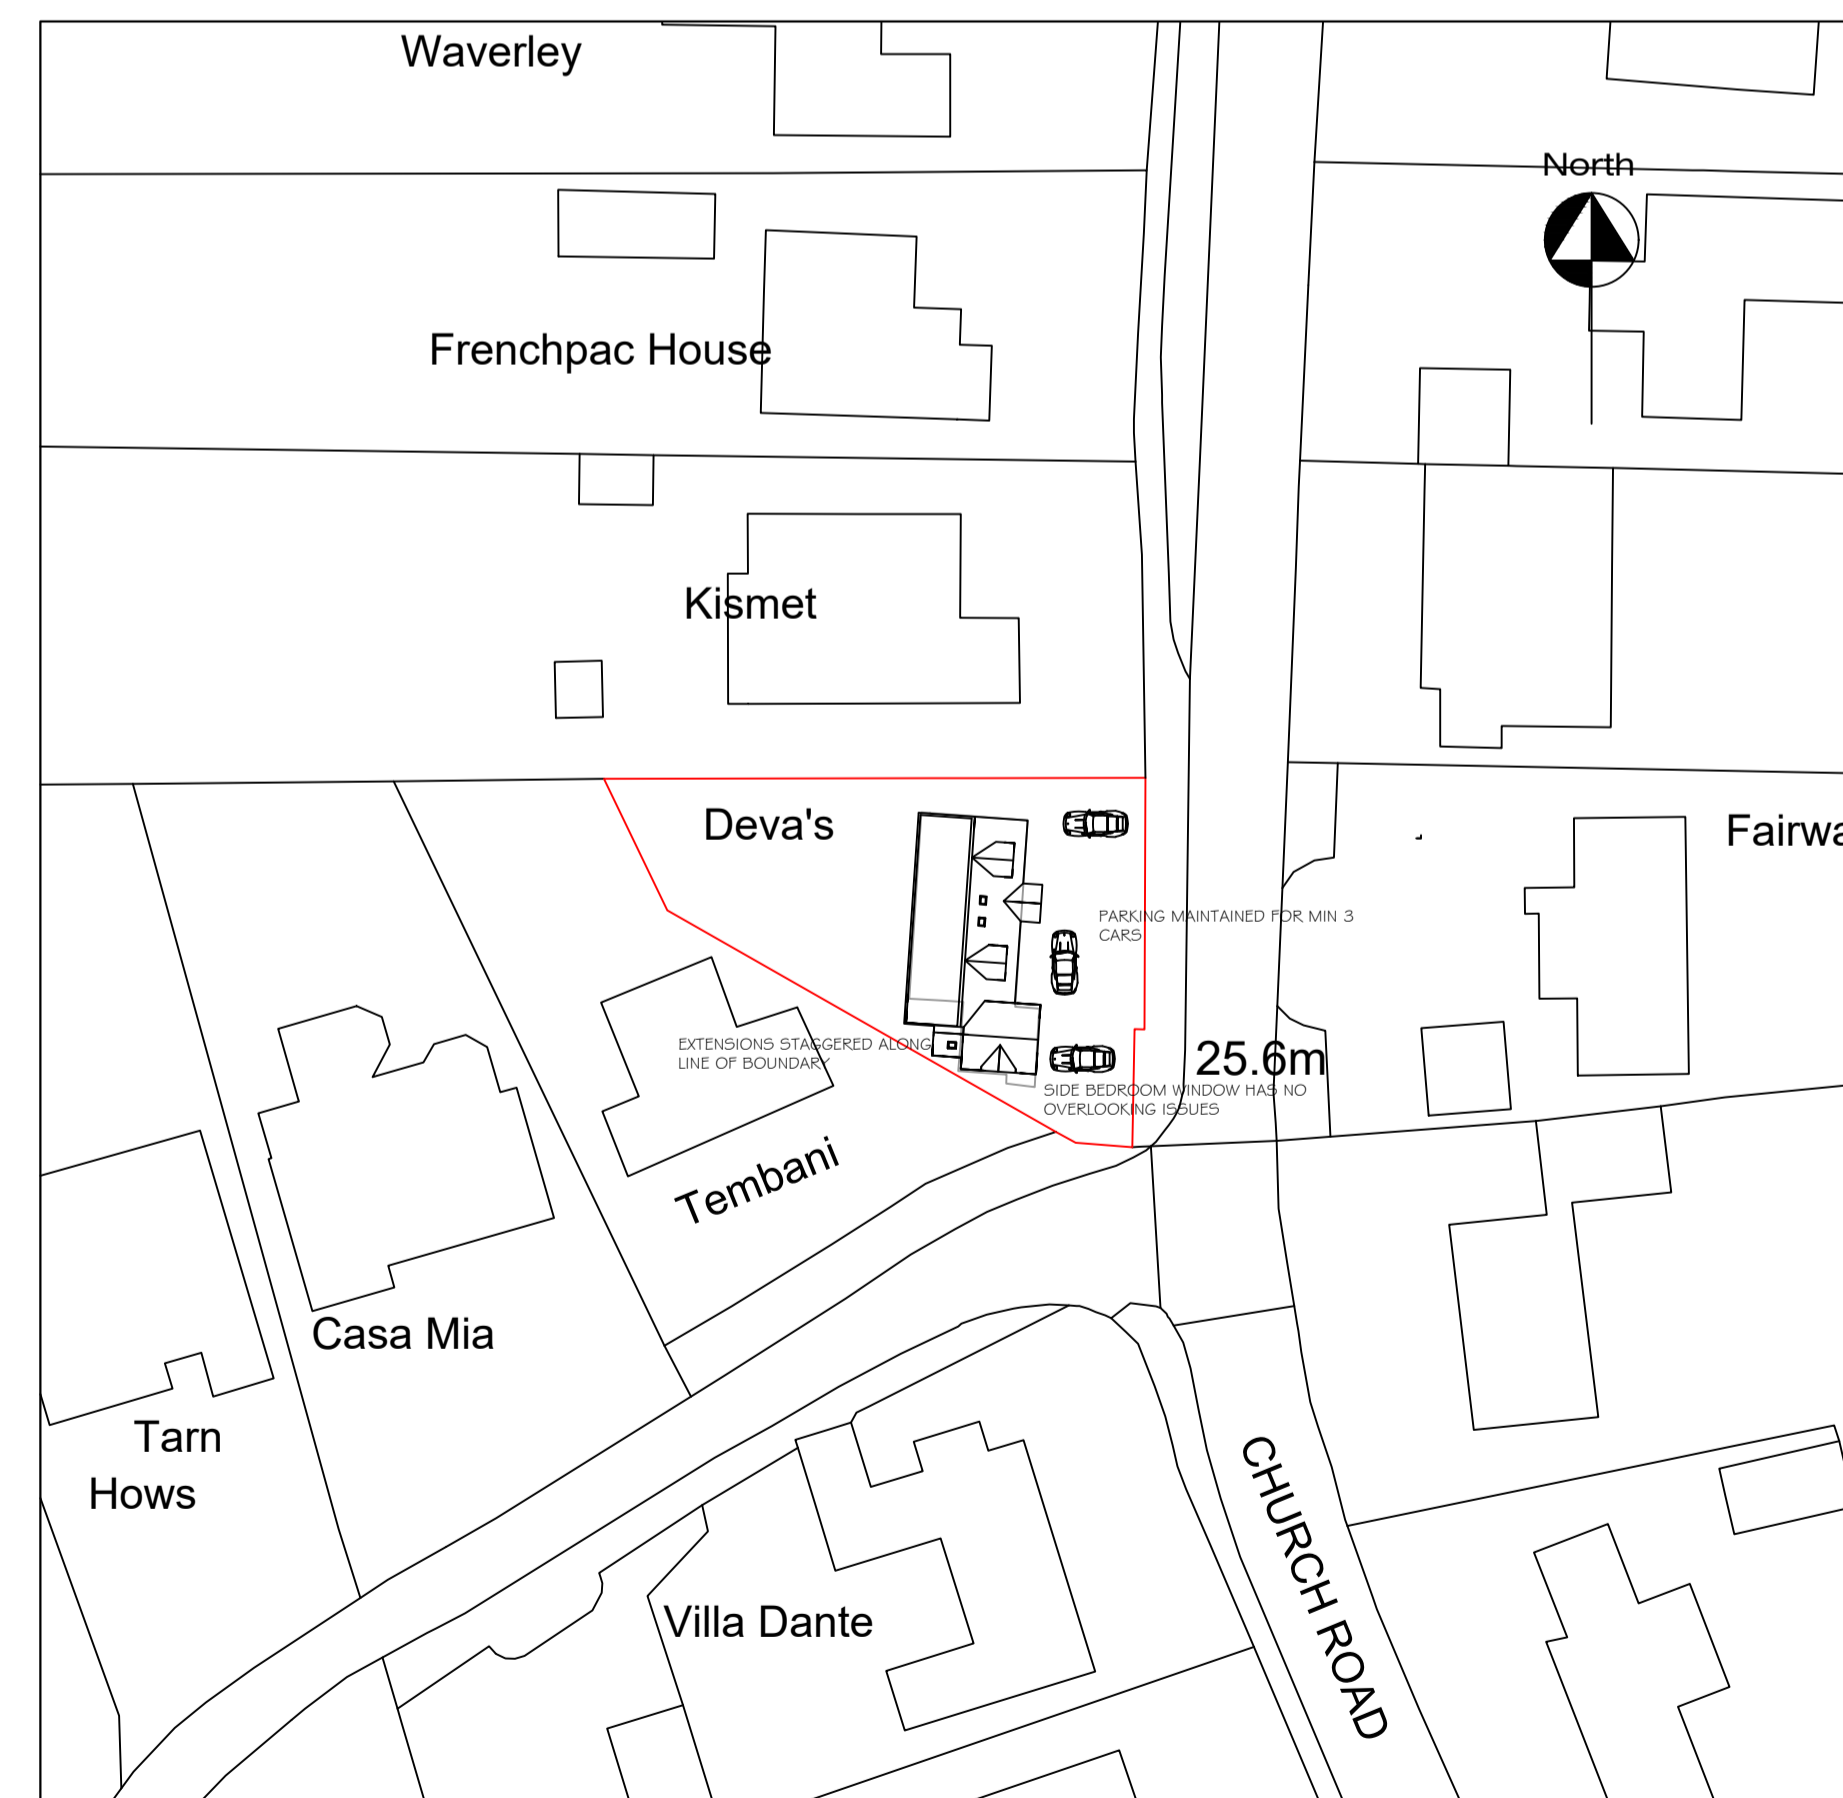 Waverley
North
Frenchpac House
Kismet
Deva's
Fairwa
PARKING MAINTAINED FOR MIN 3
CARS
EXTENSIONS STAGGERED ALONG
LINE OF BOUNDARY
25.6m
SIDE BEDROOM WINDOW HAS NO
OVERLOOKING ISSUES
Tembani
Casa Mia
Tarn
Hows
CHURCH ROAD
Villa Dante